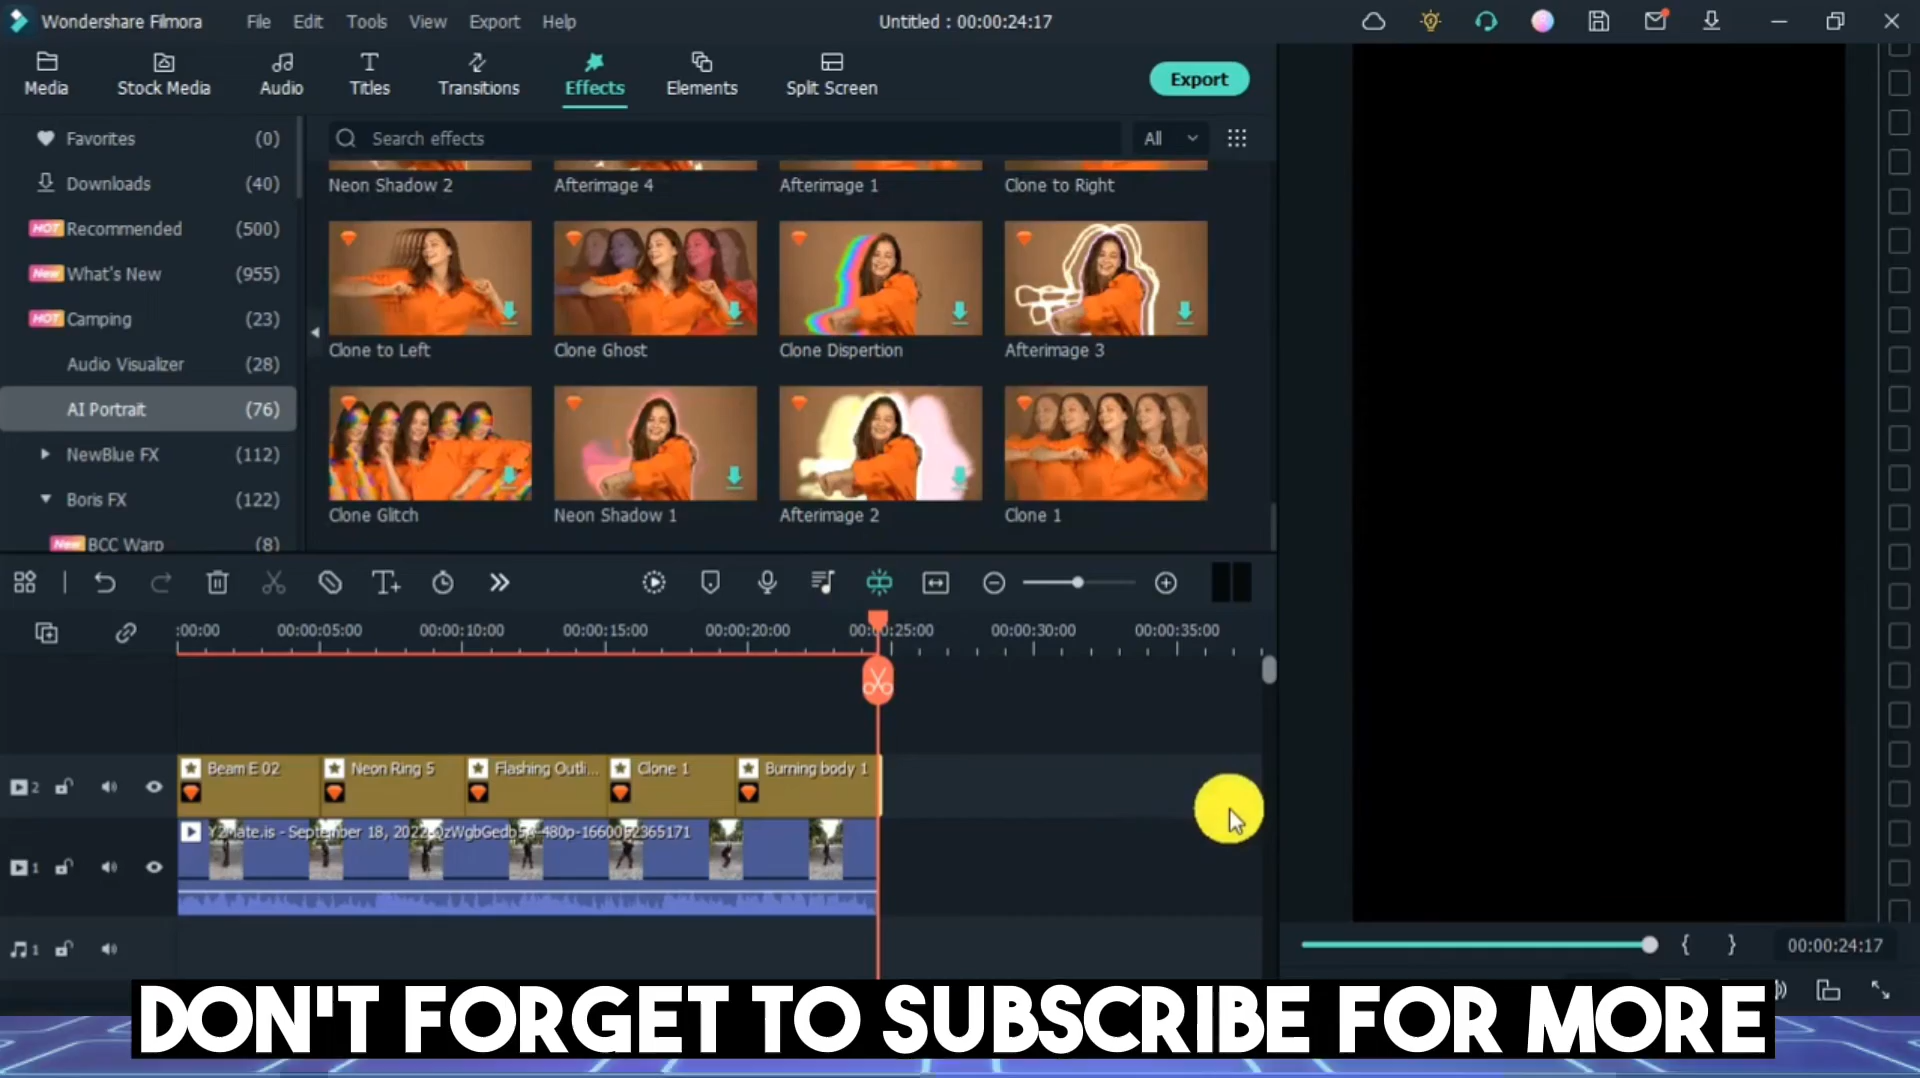 Wondershare Filmora
File
Edit
Tools
View
Export
Help
Untitled : 00:00:24:17
Media
Stock Media
Audio
Titles
Transitions
Effects
Elements
Split Screen
Export
Favorites (0)
Downloads (40)
HOT Recommended (500)
New What's New (955)
HOT Camping (23)
Audio Visualizer (28)
AI Portrait (76)
NewBlue FX (112)
Boris FX (122)
New BCC Warp (8)
Search effects
All
Neon Shadow 2
Afterimage 4
Afterimage 1
Clone to Right
Clone to Left
Clone Ghost
Clone Dispertion
Afterimage 3
Clone Glitch
Neon Shadow 1
Afterimage 2
Clone 1
:00:00
00:00:05:00
00:00:10:00
00:00:15:00
00:00:20:00
00:00:25:00
00:00:30:00
00:00:35:00
2
Beam E 02
Neon Ring 5
Flashing Outli...
Clone 1
Burning body 1
1
Y2Mate.is - September 18, 2022
480p-1660052365171
1
{ }
00:00:24:17
DON'T FORGET TO SUBSCRIBE FOR MORE